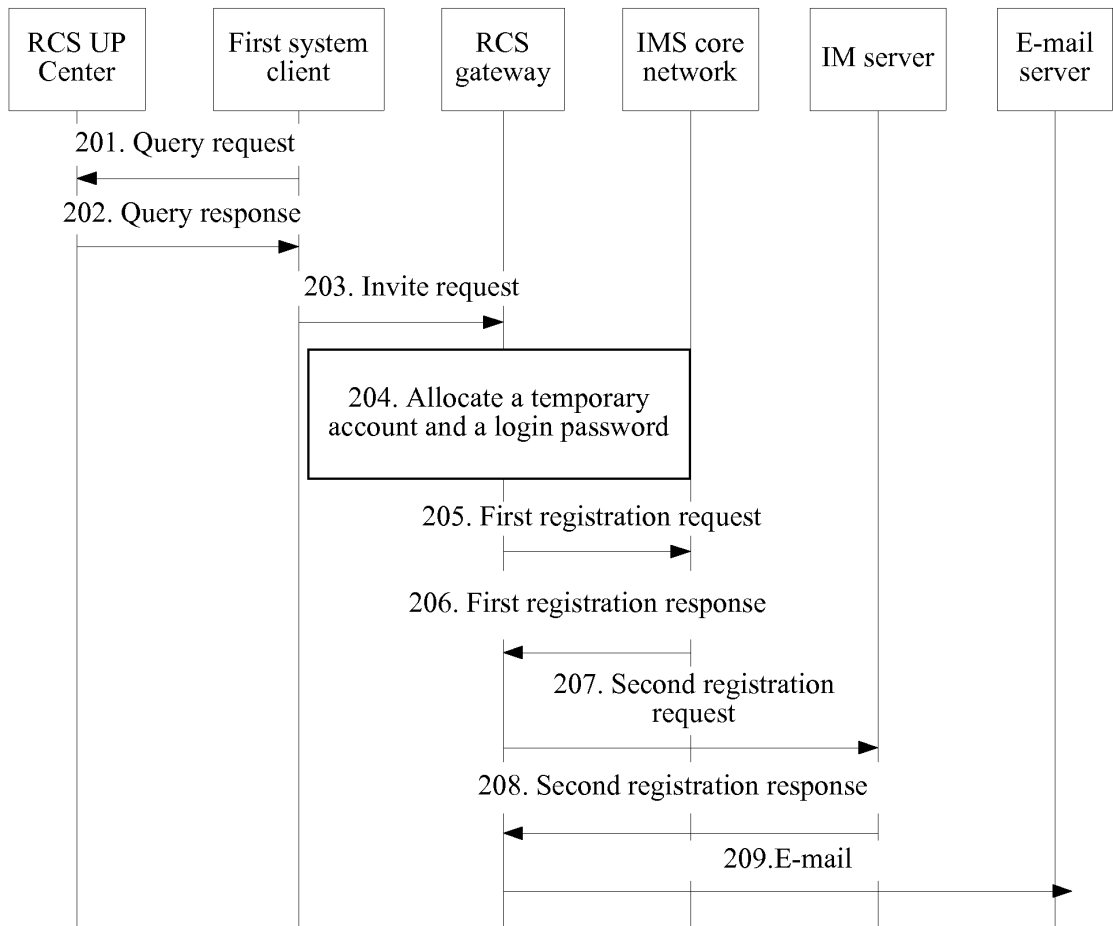 RCS UP
Center
First system
client
RCS
gateway
IMS core
network
IM server
E-mail
server
201. Query request
202. Query response
203. Invite request
204. Allocate a temporary
account and a login password
205. First registration request
206. First registration response
207. Second registration
request
208. Second registration response
209.E-mail